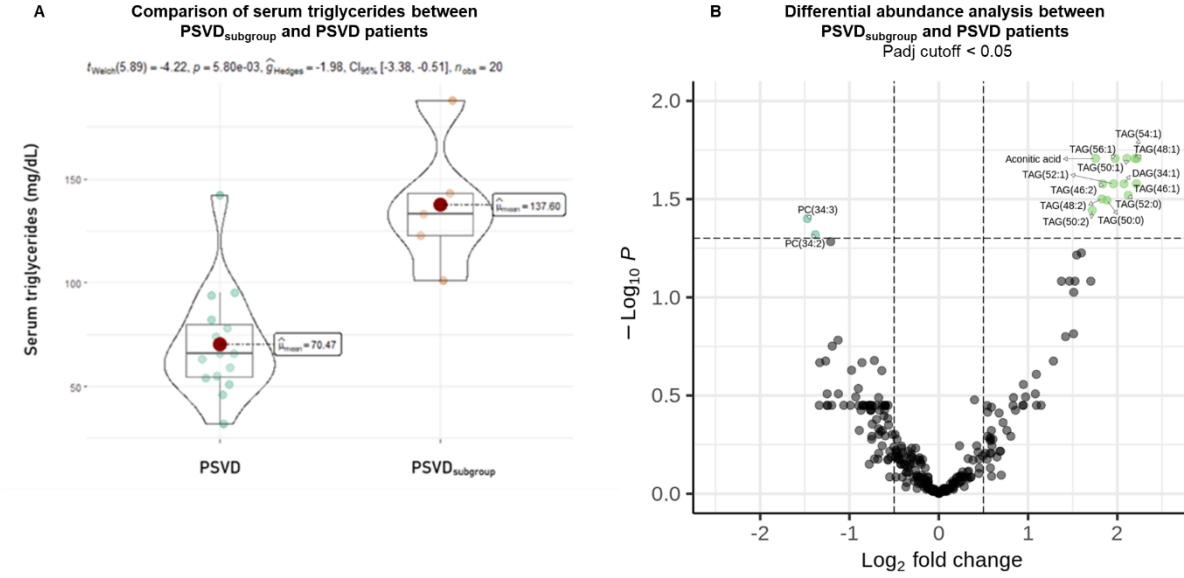 A
Comparison of serum triglycerides between
PSVDsubgroup and PSVD patients
tWelch(5.89) = -4.22, p = 5.80e-03, ĝHedges = -1.98, CI95% [-3.38, -0.51], nobs = 20
Serum triglycerides (mg/dL)
150
100
50
μ̂mean = 137.60
μ̂mean = 70.47
PSVD
PSVDsubgroup
B
Differential abundance analysis between
PSVDsubgroup and PSVD patients
Padj cutoff < 0.05
− Log10 P
2.0
1.5
1.0
0.5
0.0
TAG(54:1)
TAG(56:1)
TAG(48:1)
Aconitic acid
TAG(50:1)
TAG(52:1)
DAG(34:1)
TAG(46:2)
TAG(46:1)
TAG(48:2)
TAG(52:0)
TAG(50:2)
TAG(50:0)
PC(34:3)
PC(34:2)
-2
-1
0
1
2
Log2 fold change